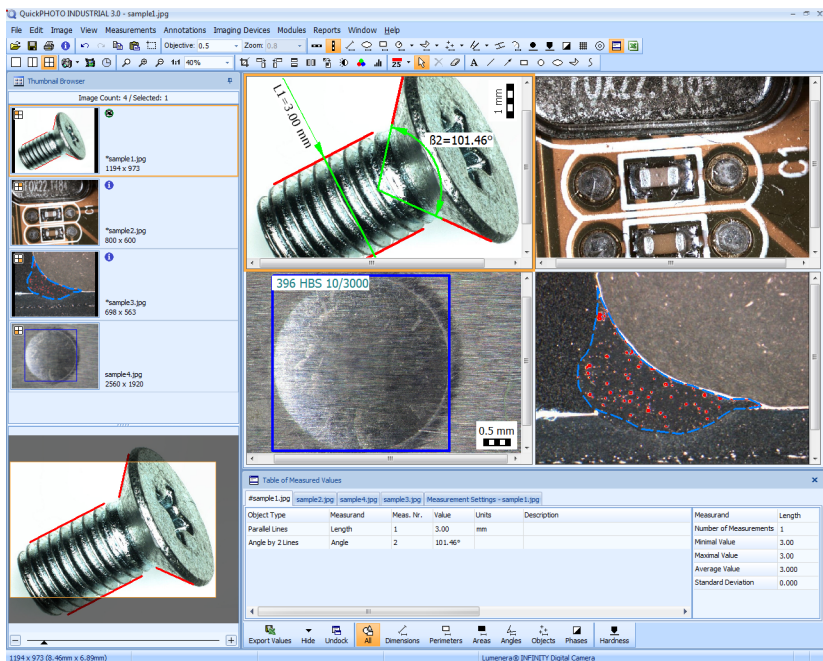 QuickPHOTO INDUSTRIAL 3.0 - sample1.jpg
File Edit Image View Measurements Annotations Imaging Devices Modules Reports Window Help
Objective: 0.5 Zoom: 0.8
1:1 40% 25 A
Thumbnail Browser
Image Count: 4 / Selected: 1
*sample1.jpg
1194 x 973
*sample2.jpg
800 x 600
*sample3.jpg
698 x 563
sample4.jpg
2560 x 1920
L1=3.00 mm
ß2=101.46°
1 mm
C1
396 HBS 10/3000
0.5 mm
Table of Measured Values
#sample1.jpg sample2.jpg sample4.jpg sample3.jpg Measurement Settings - sample1.jpg
Object Type Measurand Meas. Nr. Value Units Description
Parallel Lines Length 1 3.00 mm
Angle by 2 Lines Angle 2 101.46°
Measurand Length
Number of Measurements 1
Minimal Value 3.00
Maximal Value 3.00
Average Value 3.000
Standard Deviation 0.000
Export Values Hide Undock All Dimensions Perimeters Areas Angles Objects Phases Hardness
1194 x 973 (8.46mm x 6.89mm) Lumenera® INFINITY Digital Camera